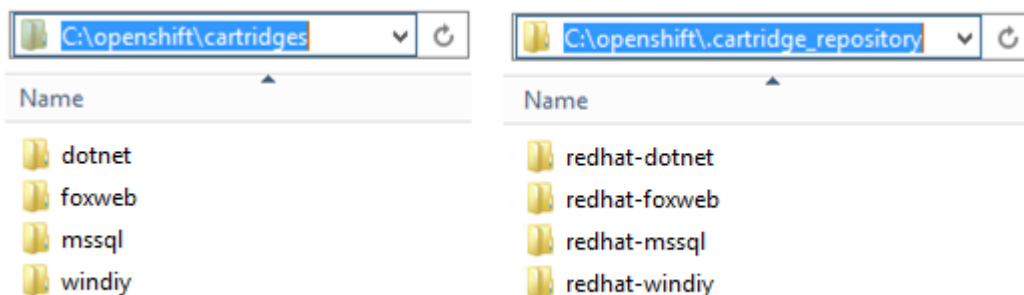 C:\openshift\cartridges
Name
dotnet
foxweb
mssql
windiy
C:\openshift\.cartridge_repository
Name
redhat-dotnet
redhat-foxweb
redhat-mssql
redhat-windiy